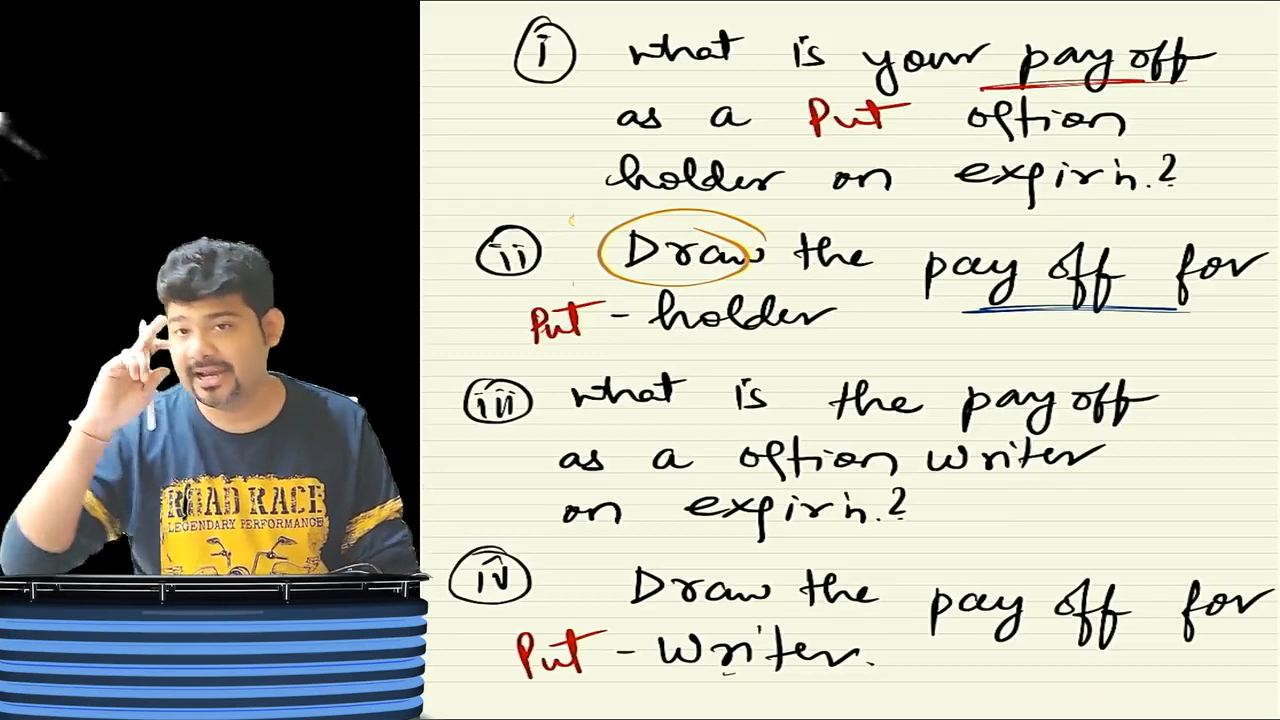 i what is your payoff
as a Put option
holder on expirin.?
ii Draw the pay off for
Put - holder
iii what is the payoff
as a option writer
on expirin.?
iv Draw the pay off for
Put - writer.
ROAD RACE
LEGENDARY PERFORMANCE